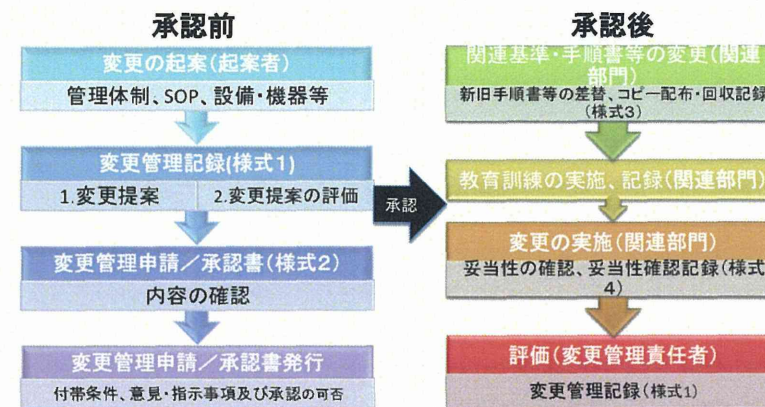 承認前
変更の起案(起案者)
管理体制、SOP、設備・機器等
変更管理記録(様式1)
1.変更提案
2.変更提案の評価
変更管理申請／承認書(様式2)
内容の確認
変更管理申請／承認書発行
付帯条件、意見・指示事項及び承認の可否
承認
承認後
関連基準・手順書等の変更(関連
部門)
新旧手順書等の差替、コピー配布・回収記録
(様式3)
教育訓練の実施、記録(関連部門)
変更の実施(関連部門)
妥当性の確認、妥当性確認記録(様式
4)
評価(変更管理責任者)
変更管理記録(様式1)